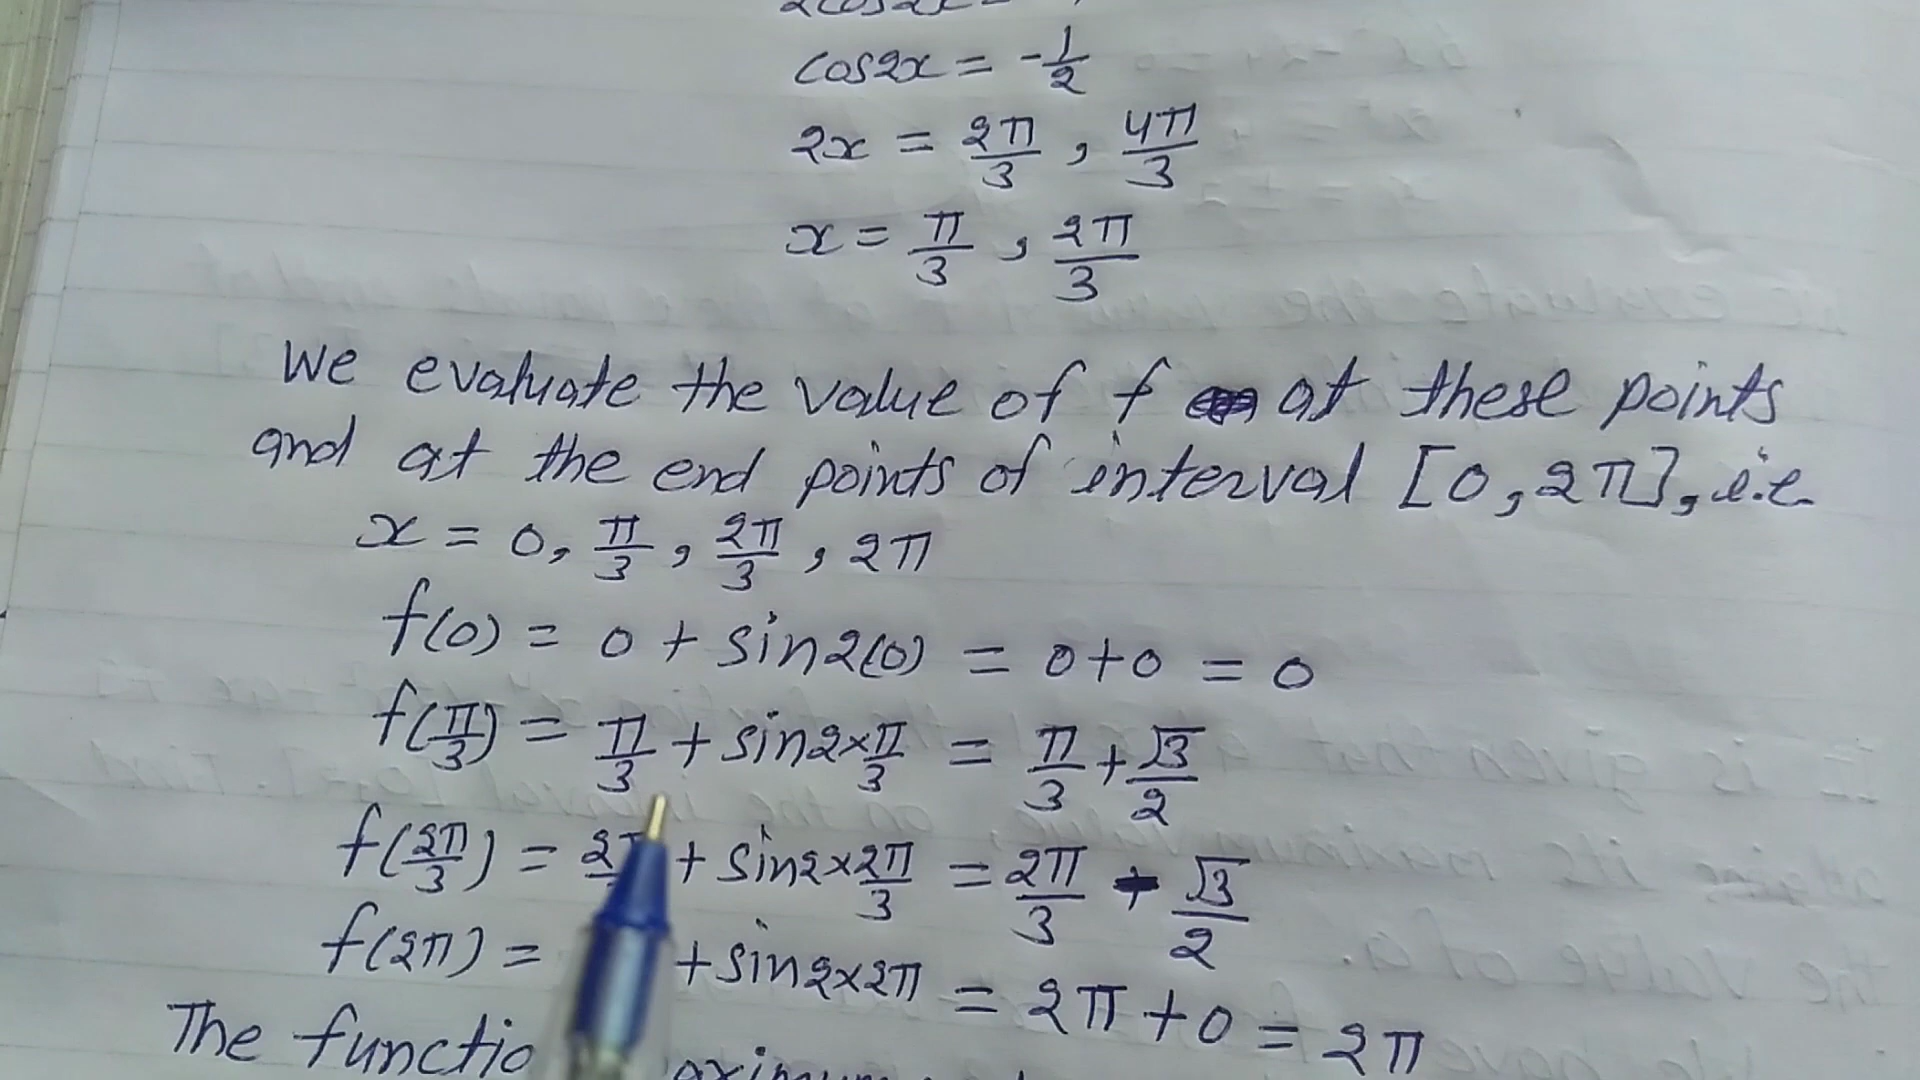 2cos2x =
cos2x = -1/2
2x = 2π/3 , 4π/3
x = π/3 , 2π/3
We evaluate the value of f at these points
and at the end points of interval [0, 2π], i.e.
x = 0, π/3 , 2π/3 , 2π
f(0) = 0 + sin2(0) = 0+0 = 0
f(π/3) = π/3 + sin2×π/3 = π/3 + √3/2
f(2π/3) = 2π + sin2×2π/3 = 2π/3 - √3/2
f(2π) = + sin2×2π = 2π + 0 = 2π
The functio